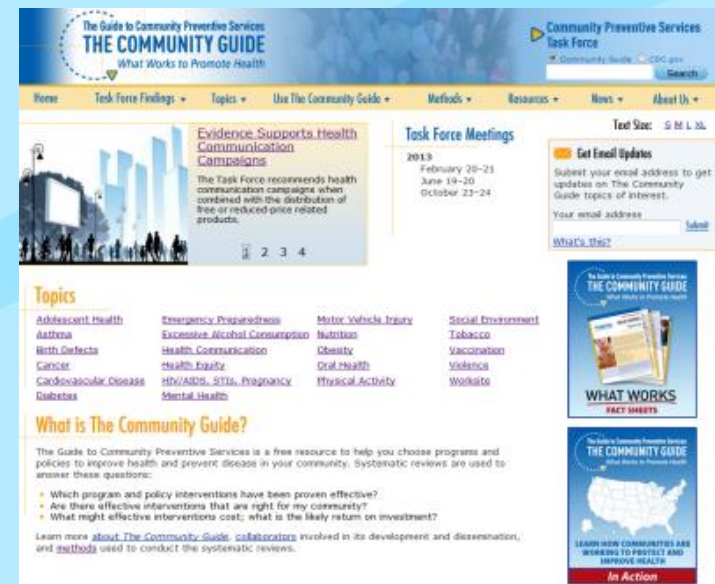 The Guide to Community Preventive Services
THE COMMUNITY GUIDE
What Works to Promote Health
Community Preventive Services
Task Force
Community Guide CDC.gov
Search
Home Task Force Findings Topics Use The Community Guide Methods Resources News About Us
Text Size: S M L XL
Evidence Supports Health
Communication
Campaigns
The Task Force recommends health
communication campaigns when
combined with the distribution of
free or reduced-price related
products.
1 2 3 4
Task Force Meetings
2013
February 20-21
June 19-20
October 23-24
Get Email Updates
Submit your email address to get
updates on The Community
Guide topics of interest.
Your email address
Submit
What's this?
Topics
Adolescent Health Emergency Preparedness Motor Vehicle Injury Social Environment
Asthma Excessive Alcohol Consumption Nutrition Tobacco
Birth Defects Health Communication Obesity Vaccination
Cancer Health Equity Oral Health Violence
Cardiovascular Disease HIV/AIDS, STIs, Pregnancy Physical Activity Worksite
Diabetes Mental Health
What is The Community Guide?
The Guide to Community Preventive Services is a free resource to help you choose programs and
policies to improve health and prevent disease in your community. Systematic reviews are used to
answer these questions:
Which program and policy interventions have been proven effective?
Are there effective interventions that are right for my community?
What might effective interventions cost; what is the likely return on investment?
Learn more about The Community Guide, collaborators involved in its development and dissemination,
and methods used to conduct the systematic reviews.
The Guide to Community Preventive Services
THE COMMUNITY GUIDE
What Works to Promote Health
WHAT WORKS
FACT SHEETS
The Guide to Community Preventive Services
THE COMMUNITY GUIDE
What Works to Promote Health
LEARN HOW COMMUNITIES ARE
WORKING TO PROTECT AND
IMPROVE HEALTH
In Action